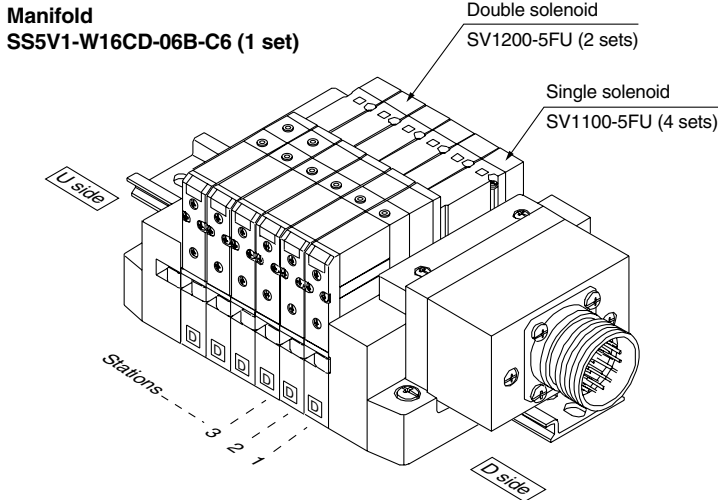 Manifold
SS5V1-W16CD-06B-C6 (1 set)
Double solenoid
SV1200-5FU (2 sets)
Single solenoid
SV1100-5FU (4 sets)
U side
D
D
D
D
D
D
Stations
3
2
1
D side